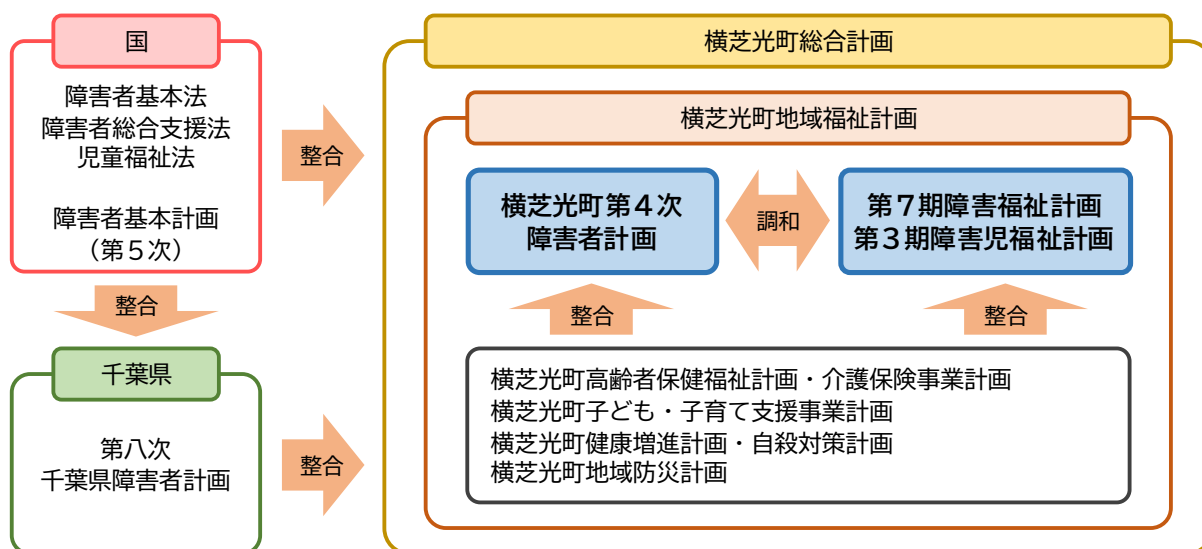 国
障害者基本法
障害者総合支援法
児童福祉法
障害者基本計画
（第５次）
整合
千葉県
第八次
千葉県障害者計画
整合
整合
横芝光町総合計画
横芝光町地域福祉計画
横芝光町第４次
障害者計画
調和
第７期障害福祉計画
第３期障害児福祉計画
整合
整合
横芝光町高齢者保健福祉計画・介護保険事業計画
横芝光町子ども・子育て支援事業計画
横芝光町健康増進計画・自殺対策計画
横芝光町地域防災計画